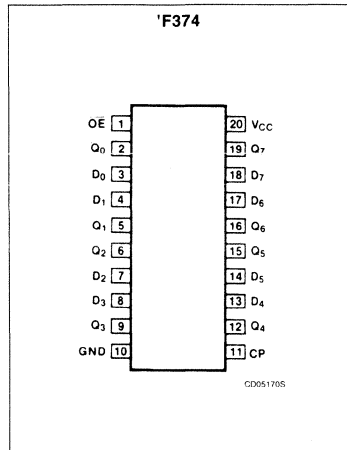 'F374
OE 1 20 VCC
Q0 2 19 Q7
D0 3 18 D7
D1 4 17 D6
Q1 5 16 Q6
Q2 6 15 Q5
D2 7 14 D5
D3 8 13 D4
Q3 9 12 Q4
GND 10 11 CP
CD05170S